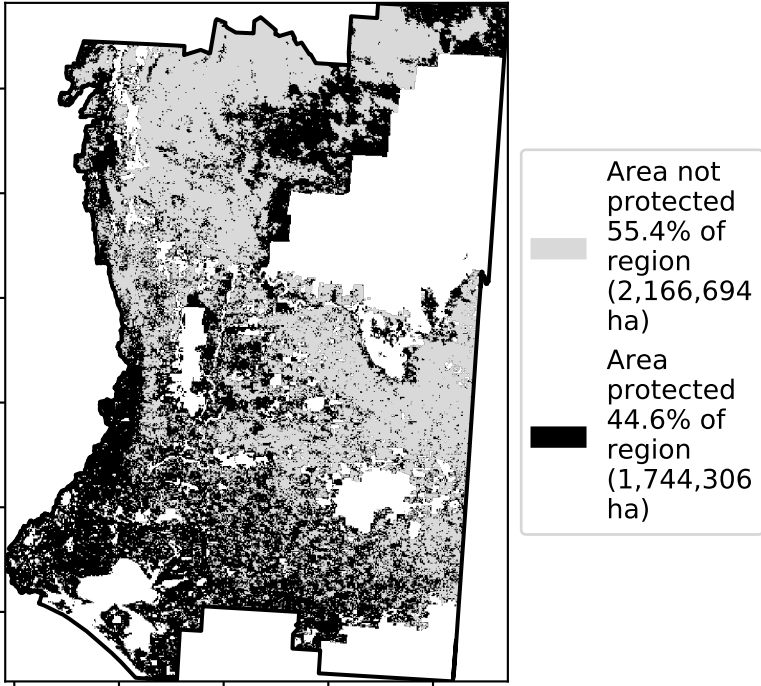 Area not
protected
55.4% of
region
(2,166,694
ha)
Area
protected
44.6% of
region
(1,744,306
ha)